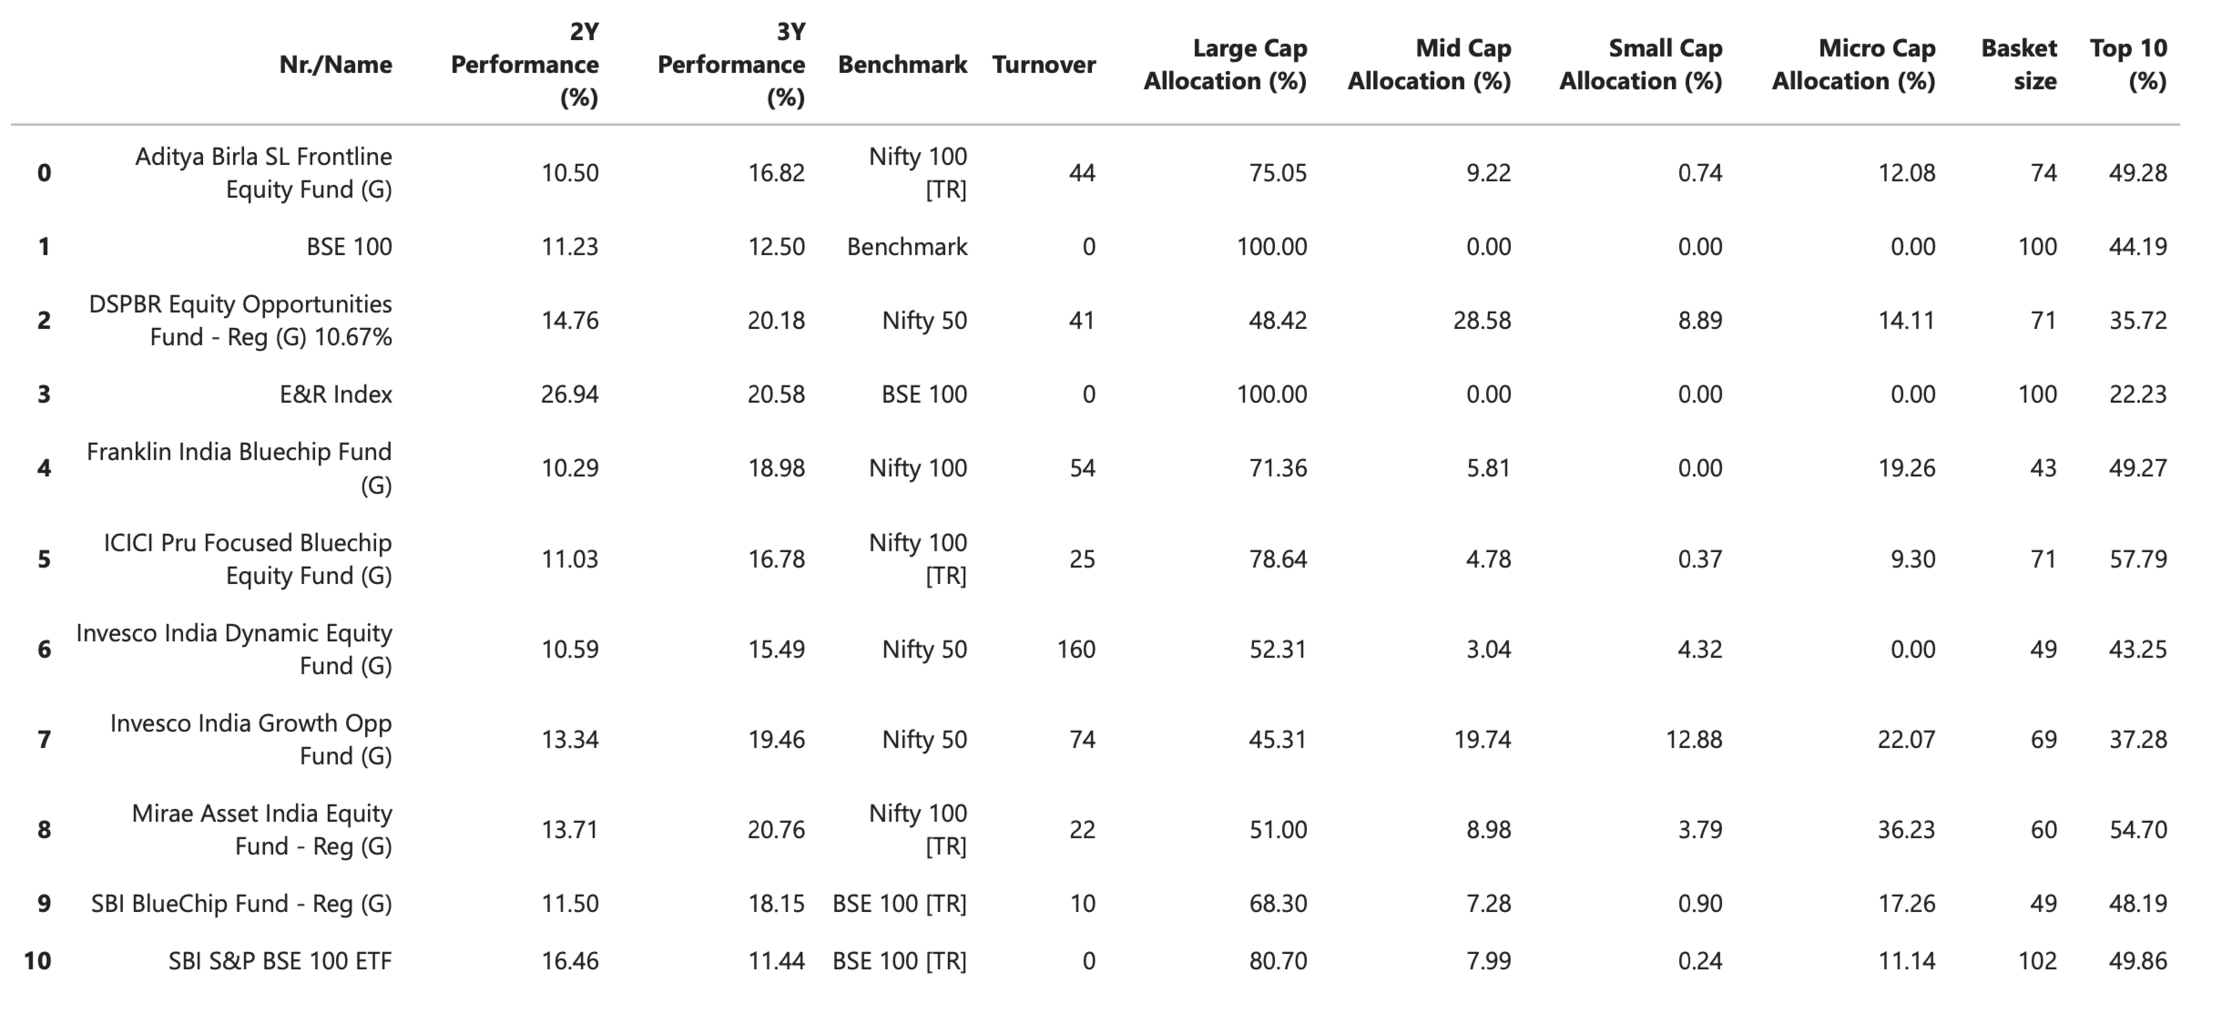 Nr./Name 2Y Performance (%) 3Y Performance (%) Benchmark Turnover Large Cap Allocation (%) Mid Cap Allocation (%) Small Cap Allocation (%) Micro Cap Allocation (%) Basket size Top 10 (%)
0 Aditya Birla SL Frontline Equity Fund (G) 10.50 16.82 Nifty 100 [TR] 44 75.05 9.22 0.74 12.08 74 49.28
1 BSE 100 11.23 12.50 Benchmark 0 100.00 0.00 0.00 0.00 100 44.19
2 DSPBR Equity Opportunities Fund - Reg (G) 10.67% 14.76 20.18 Nifty 50 41 48.42 28.58 8.89 14.11 71 35.72
3 E&R Index 26.94 20.58 BSE 100 0 100.00 0.00 0.00 0.00 100 22.23
4 Franklin India Bluechip Fund (G) 10.29 18.98 Nifty 100 54 71.36 5.81 0.00 19.26 43 49.27
5 ICICI Pru Focused Bluechip Equity Fund (G) 11.03 16.78 Nifty 100 [TR] 25 78.64 4.78 0.37 9.30 71 57.79
6 Invesco India Dynamic Equity Fund (G) 10.59 15.49 Nifty 50 160 52.31 3.04 4.32 0.00 49 43.25
7 Invesco India Growth Opp Fund (G) 13.34 19.46 Nifty 50 74 45.31 19.74 12.88 22.07 69 37.28
8 Mirae Asset India Equity Fund - Reg (G) 13.71 20.76 Nifty 100 [TR] 22 51.00 8.98 3.79 36.23 60 54.70
9 SBI BlueChip Fund - Reg (G) 11.50 18.15 BSE 100 [TR] 10 68.30 7.28 0.90 17.26 49 48.19
10 SBI S&P BSE 100 ETF 16.46 11.44 BSE 100 [TR] 0 80.70 7.99 0.24 11.14 102 49.86